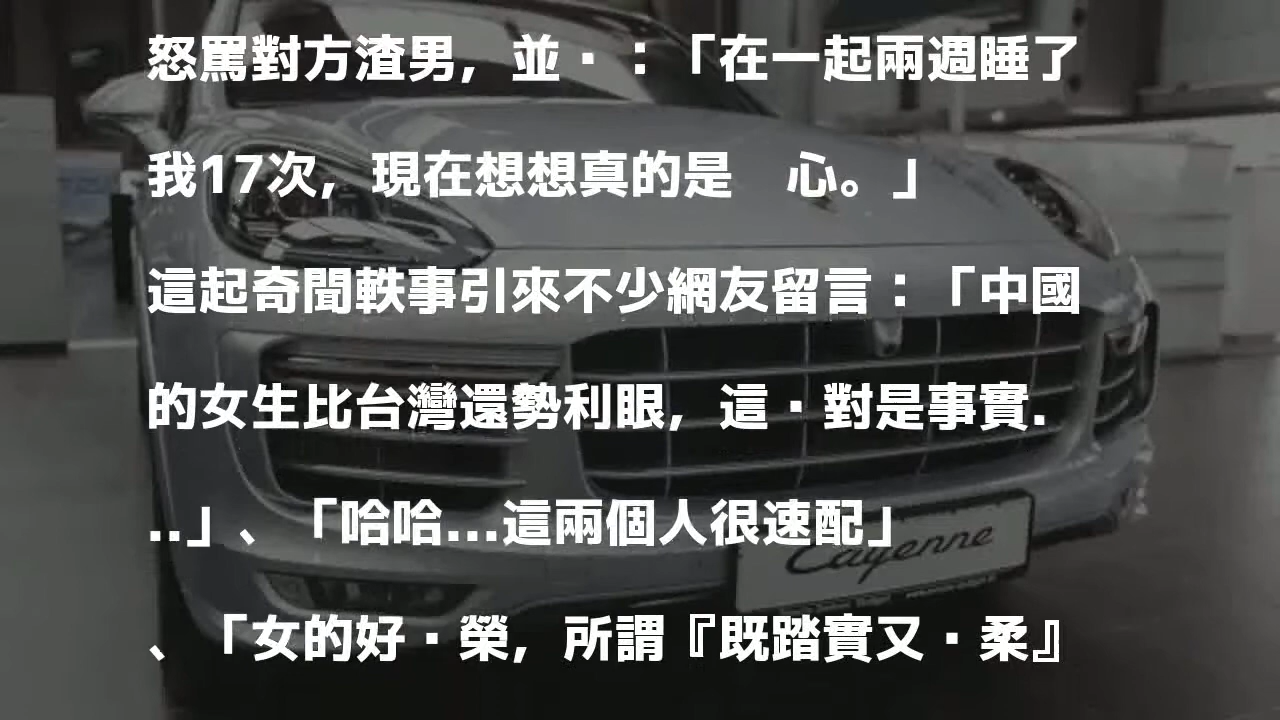 怒罵對方渣男，並▪：「在一起兩週睡了
我17次，現在想想真的是　心。」
這起奇聞軼事引來不少網友留言：「中國
的女生比台灣還勢利眼，這▪對是事實.
..」、「哈哈...這兩個人很速配」
、「女的好▪榮，所謂『既踏實又▪柔』
Cayenne